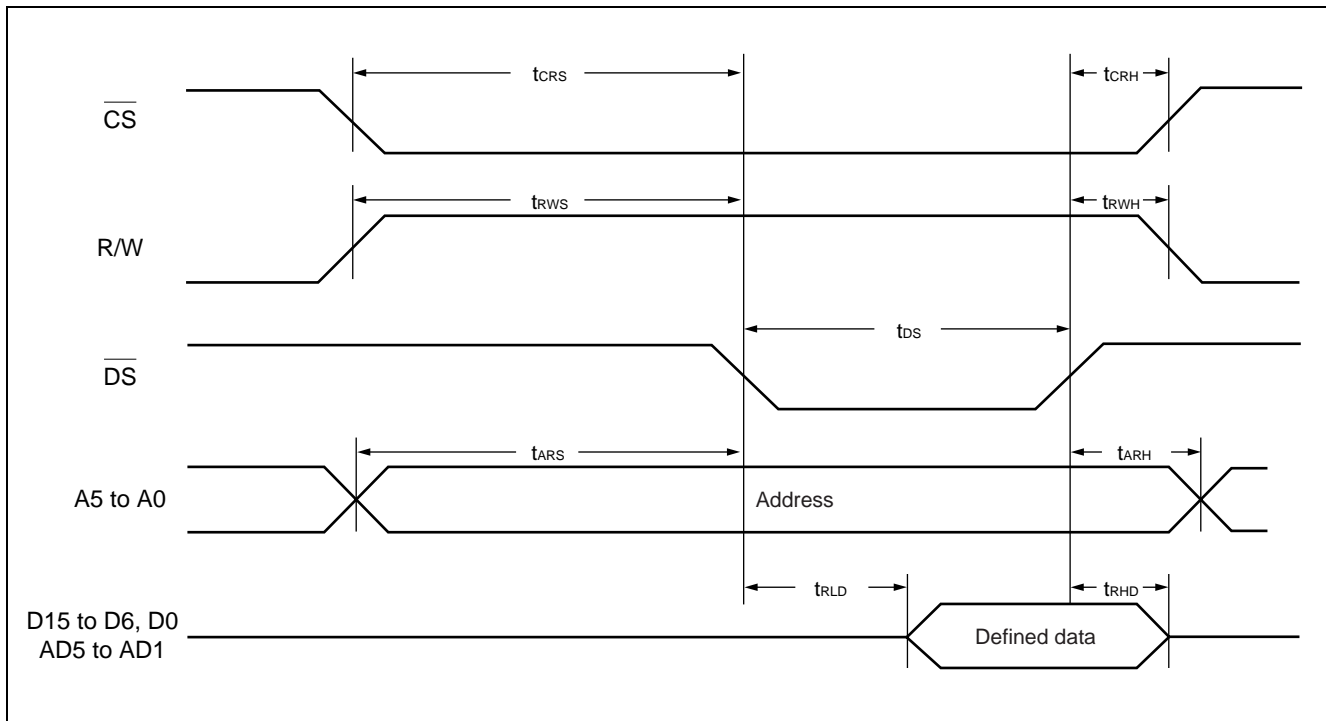 tCRS
tCRH
CS
tRWS
tRWH
R/W
tDS
DS
tARS
tARH
A5 to A0
Address
tRLD
tRHD
D15 to D6, D0
AD5 to AD1
Defined data